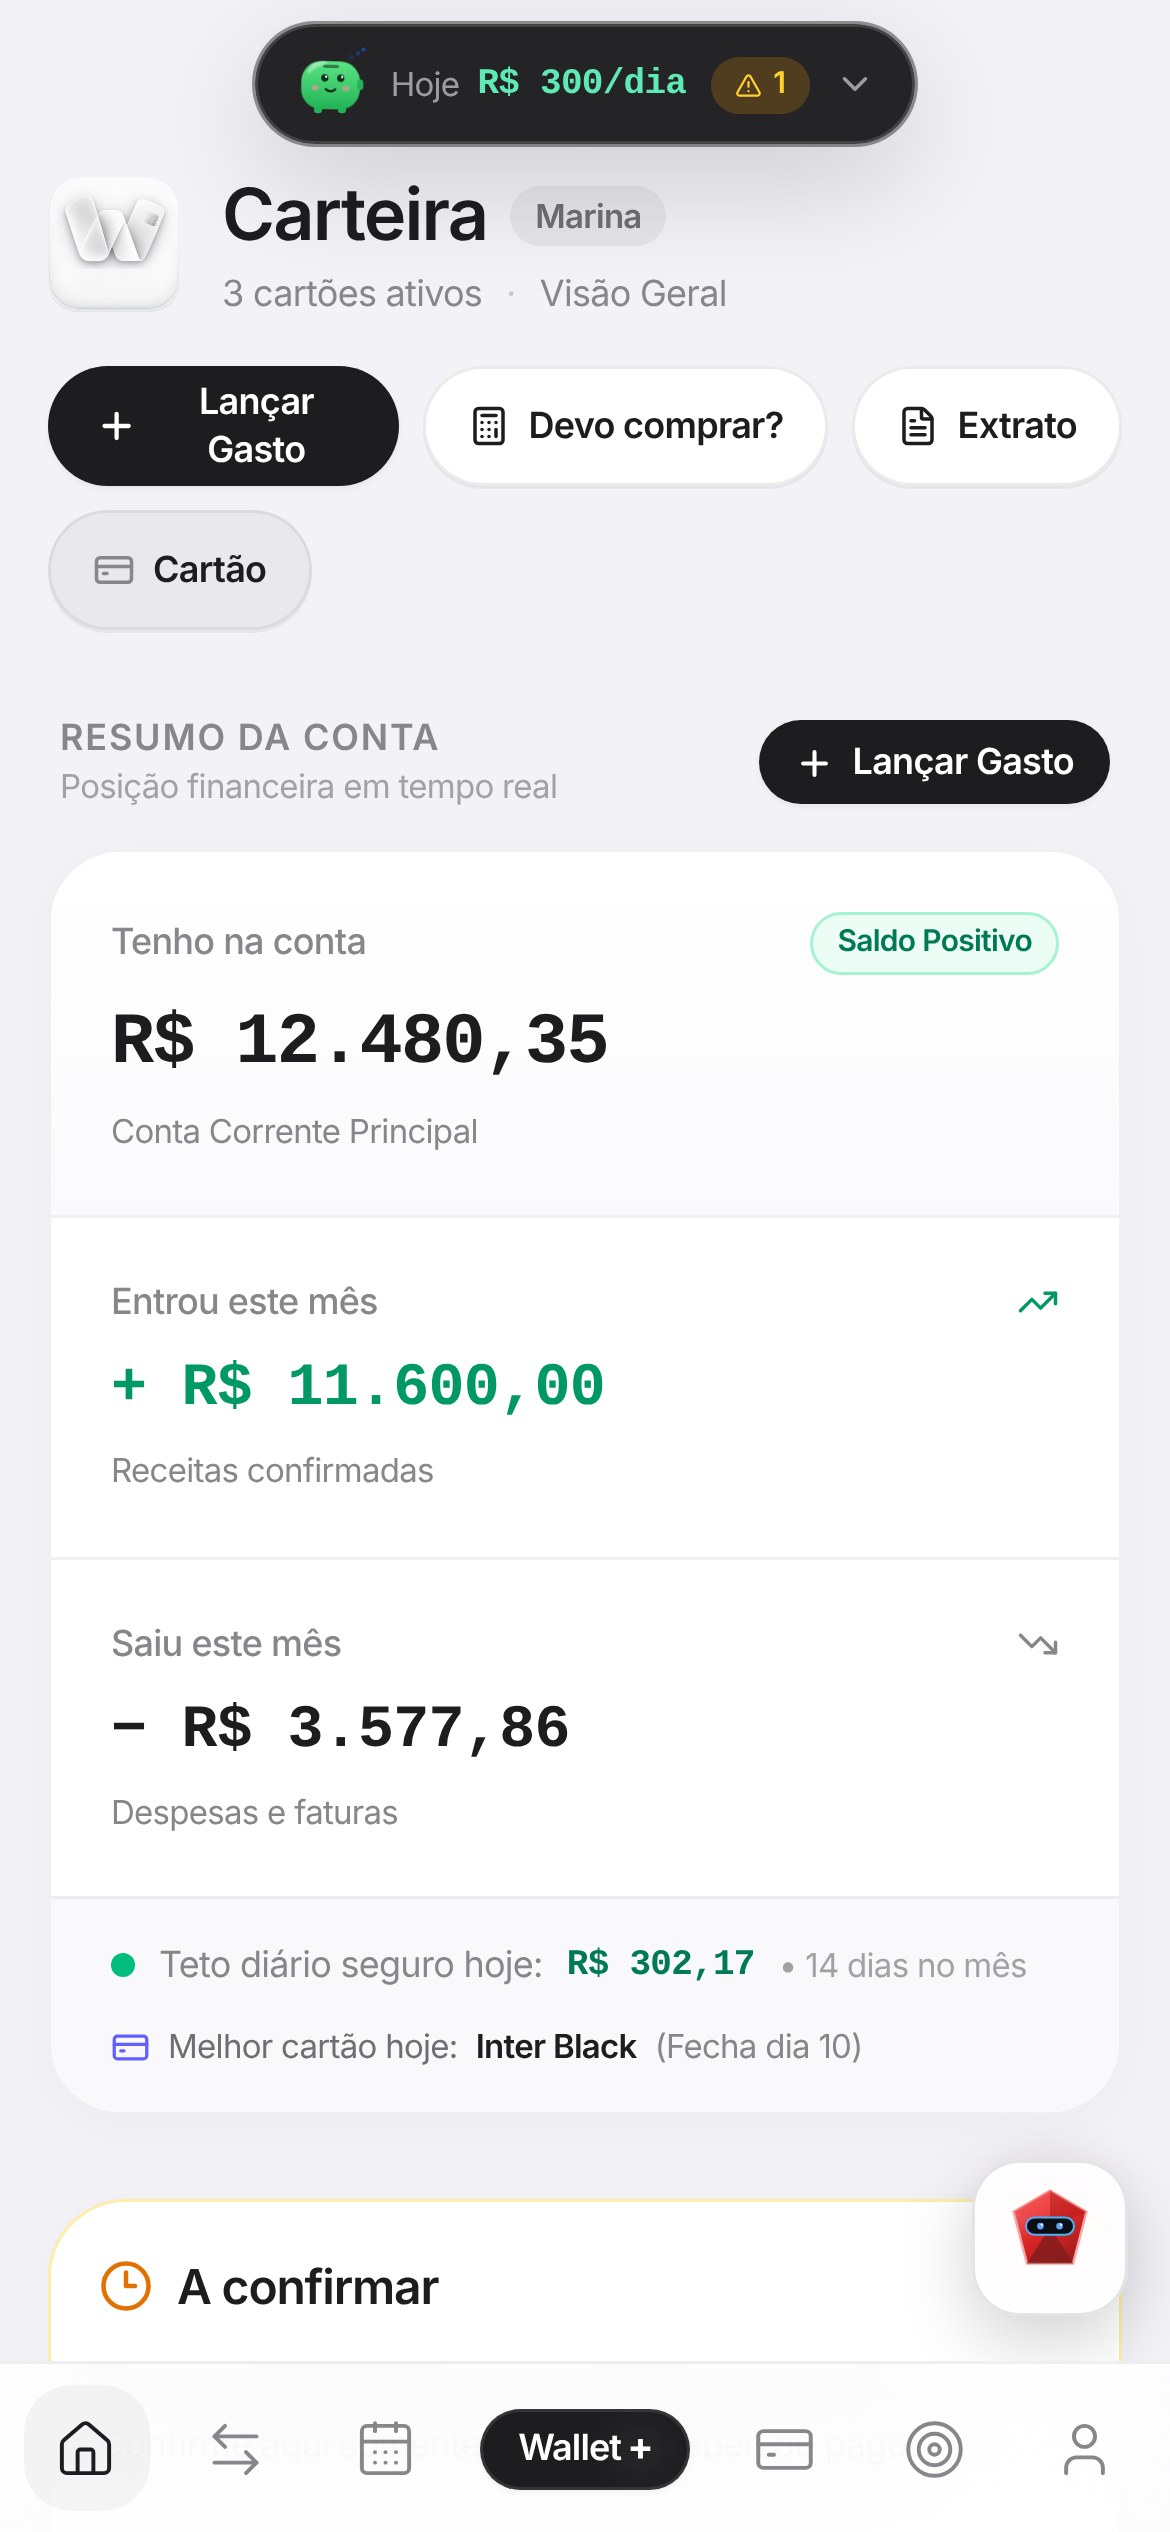 Hoje R$ 300/dia 1
Carteira Marina
3 cartões ativos · Visão Geral
Lançar
Gasto
Devo comprar?
Extrato
Cartão
RESUMO DA CONTA
Posição financeira em tempo real
+ Lançar Gasto
Tenho na conta
Saldo Positivo
R$ 12.480,35
Conta Corrente Principal
Entrou este mês
+ R$ 11.600,00
Receitas confirmadas
Saiu este mês
− R$ 3.577,86
Despesas e faturas
Teto diário seguro hoje: R$ 302,17 • 14 dias no mês
Melhor cartão hoje: Inter Black (Fecha dia 10)
A confirmar
Wallet +